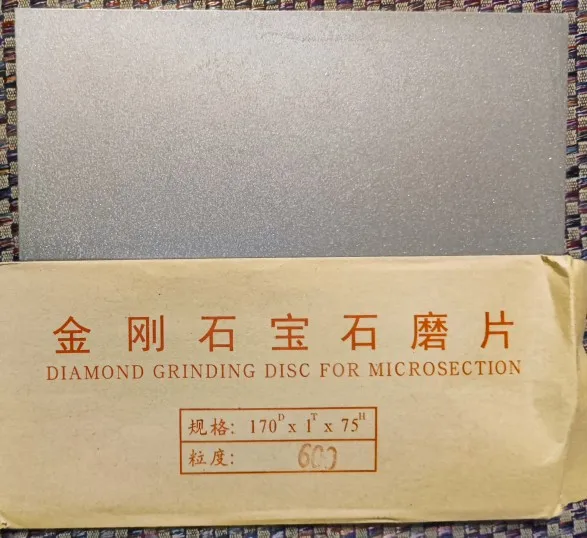 金刚石宝石磨片
DIAMOND GRINDING DISC FOR MICROSECTION
规格: 170ᴰ x 1ᵀ x 75ᴴ
粒度: 600